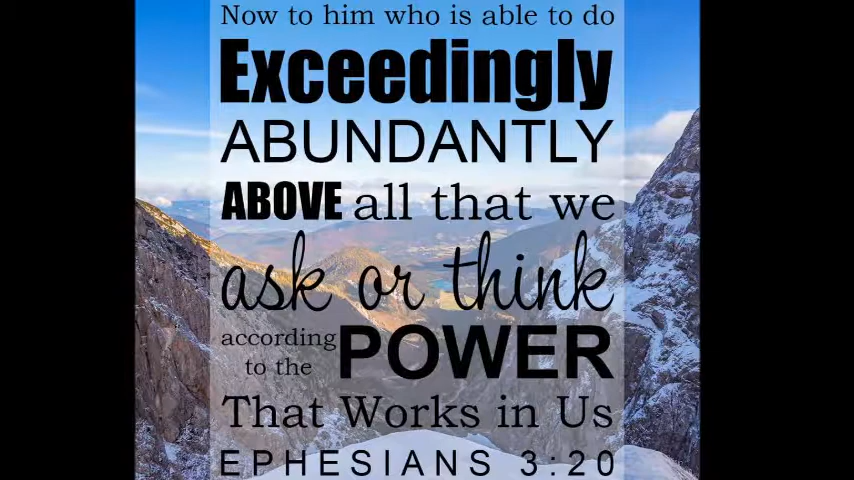 Now to him who is able to do
Exceedingly
ABUNDANTLY
ABOVE all that we
ask or think
according
to the POWER
That Works in Us
EPHESIANS 3:20